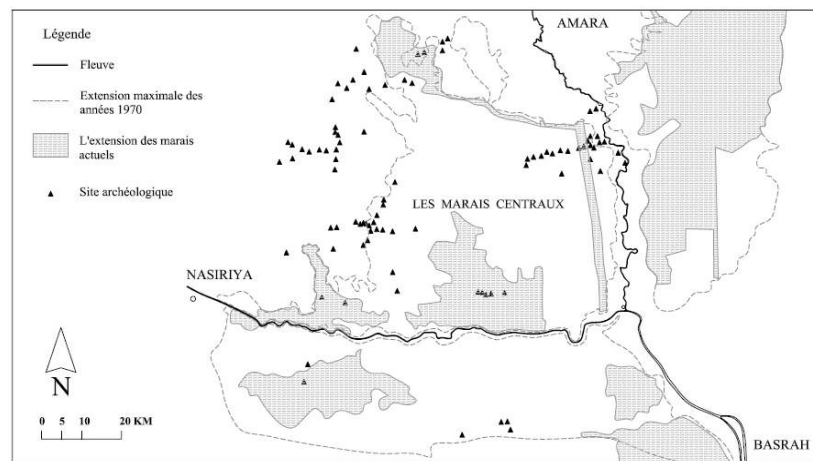 Légende
Fleuve
Extension maximale des
années 1970
L'extension des marais
actuels
Site archéologique
AMARA
LES MARAIS CENTRAUX
NASIRIYA
N
0 5 10 20 KM
BASRAH